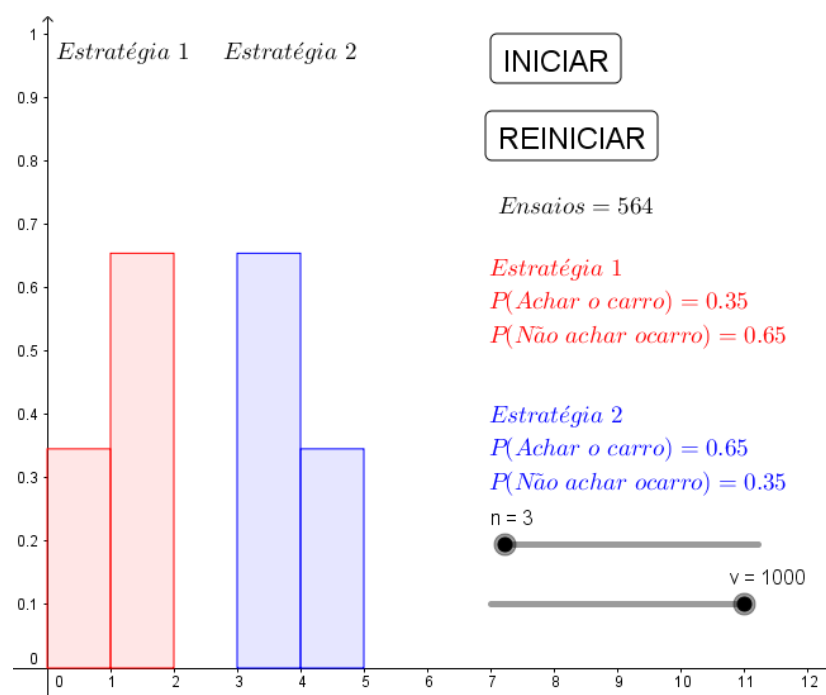 Estratégia 1
Estratégia 2
INICIAR
REINICIAR
Ensaios = 564
Estratégia 1
P(Achar o carro) = 0.35
P(Não achar ocarro) = 0.65
Estratégia 2
P(Achar o carro) = 0.65
P(Não achar ocarro) = 0.35
n = 3
v = 1000
1
0.9
0.8
0.7
0.6
0.5
0.4
0.3
0.2
0.1
0
0 1 2 3 4 5 6 7 8 9 10 11 12